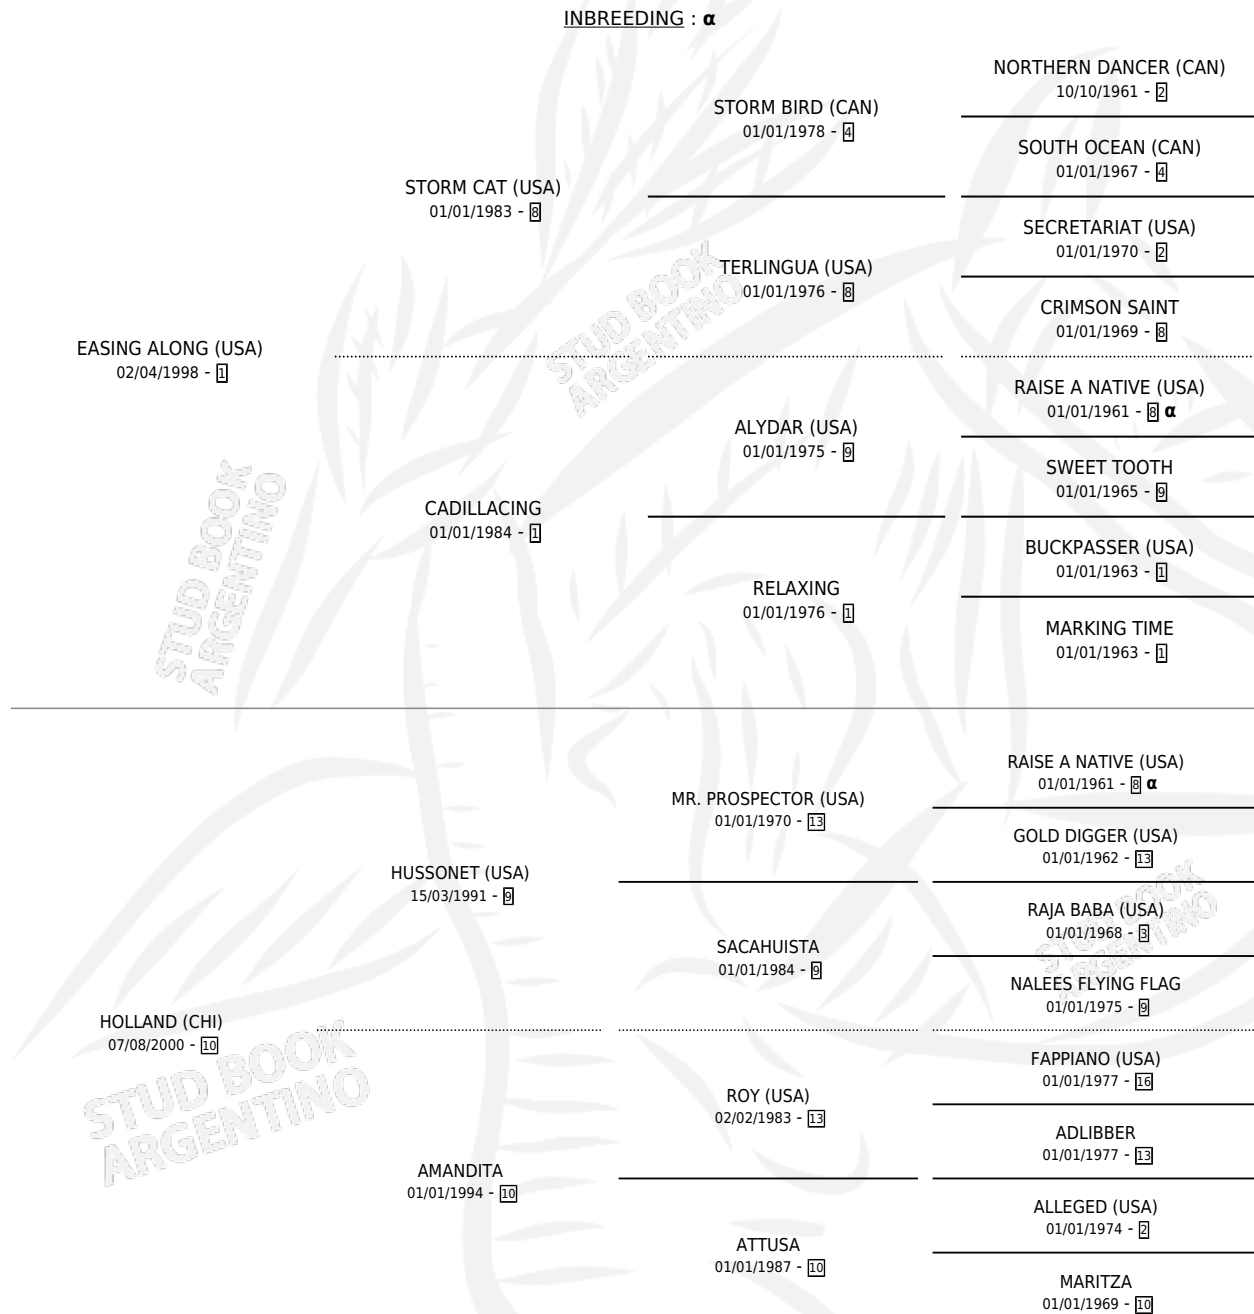 INBREEDING : α
NORTHERN DANCER (CAN)
10/10/1961 - 2
STORM BIRD (CAN)
01/01/1978 - 4
SOUTH OCEAN (CAN)
01/01/1967 - 4
STORM CAT (USA)
01/01/1983 - 8
SECRETARIAT (USA)
01/01/1970 - 2
TERLINGUA (USA)
01/01/1976 - 8
CRIMSON SAINT
01/01/1969 - 8
EASING ALONG (USA)
02/04/1998 - 1
RAISE A NATIVE (USA)
01/01/1961 - 8 α
ALYDAR (USA)
01/01/1975 - 9
SWEET TOOTH
01/01/1965 - 9
CADILLACING
01/01/1984 - 1
BUCKPASSER (USA)
01/01/1963 - 1
RELAXING
01/01/1976 - 1
MARKING TIME
01/01/1963 - 1
RAISE A NATIVE (USA)
01/01/1961 - 8 α
MR. PROSPECTOR (USA)
01/01/1970 - 13
GOLD DIGGER (USA)
01/01/1962 - 13
HUSSONET (USA)
15/03/1991 - 9
RAJA BABA (USA)
01/01/1968 - 3
SACAHUISTA
01/01/1984 - 9
NALEES FLYING FLAG
01/01/1975 - 9
HOLLAND (CHI)
07/08/2000 - 10
FAPPIANO (USA)
01/01/1977 - 16
ROY (USA)
02/02/1983 - 13
ADLIBBER
01/01/1977 - 13
AMANDITA
01/01/1994 - 10
ALLEGED (USA)
01/01/1974 - 2
ATTUSA
01/01/1987 - 10
MARITZA
01/01/1969 - 10
STUD BOOK
ARGENTINO
STUD BOOK
ARGENTINO
STUD BOOK
ARGENTINO
STUD BOOK
ARGENTINO